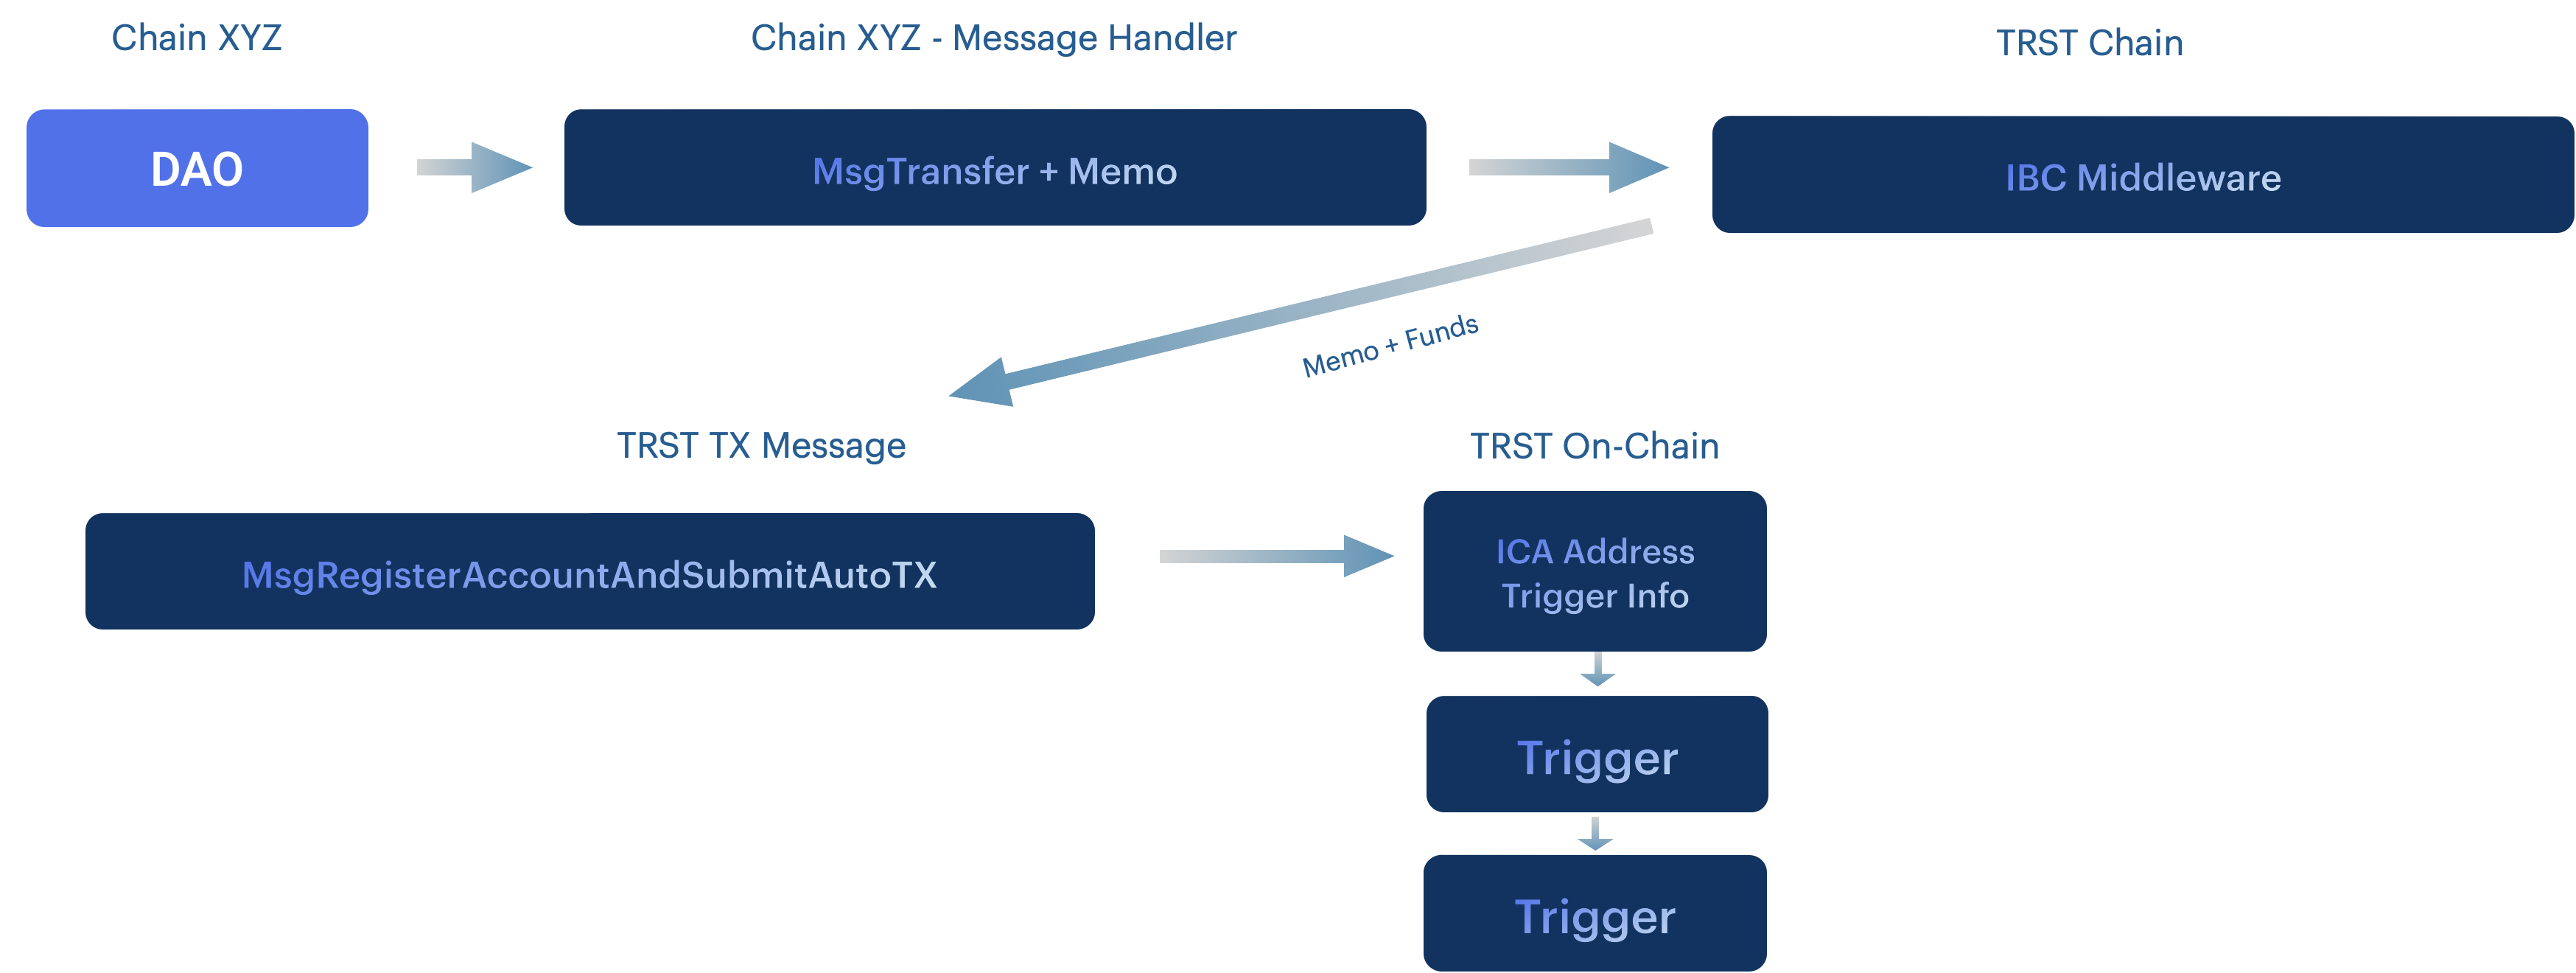 Chain XYZ
Chain XYZ - Message Handler
TRST Chain
DAO
MsgTransfer + Memo
IBC Middleware
Memo + Funds
TRST TX Message
TRST On-Chain
MsgRegisterAccountAndSubmitAutoTX
ICA Address
Trigger Info
Trigger
Trigger